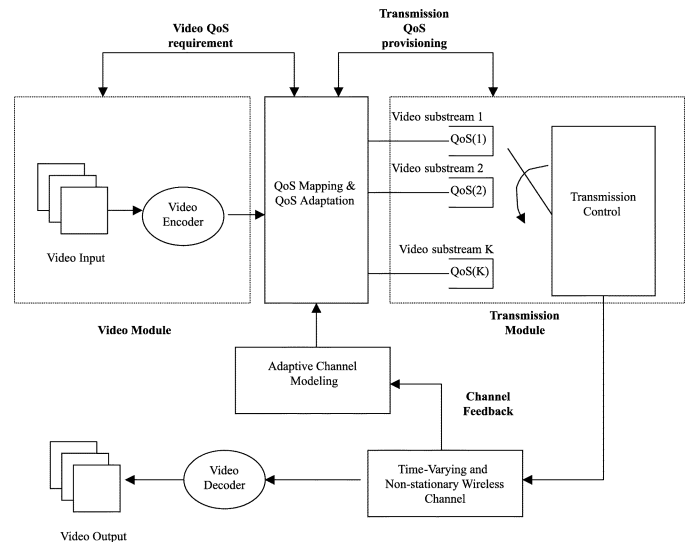 Video QoS
requirement
Transmission
QoS
provisioning
Video substream 1
QoS(1)
Video substream 2
QoS(2)
Video substream K
QoS(K)
QoS Mapping &
QoS Adaptation
Transmission
Control
Video
Encoder
Video Input
Video Module
Transmission
Module
Adaptive Channel
Modeling
Channel
Feedback
Time-Varying and
Non-stationary Wireless
Channel
Video
Decoder
Video Output